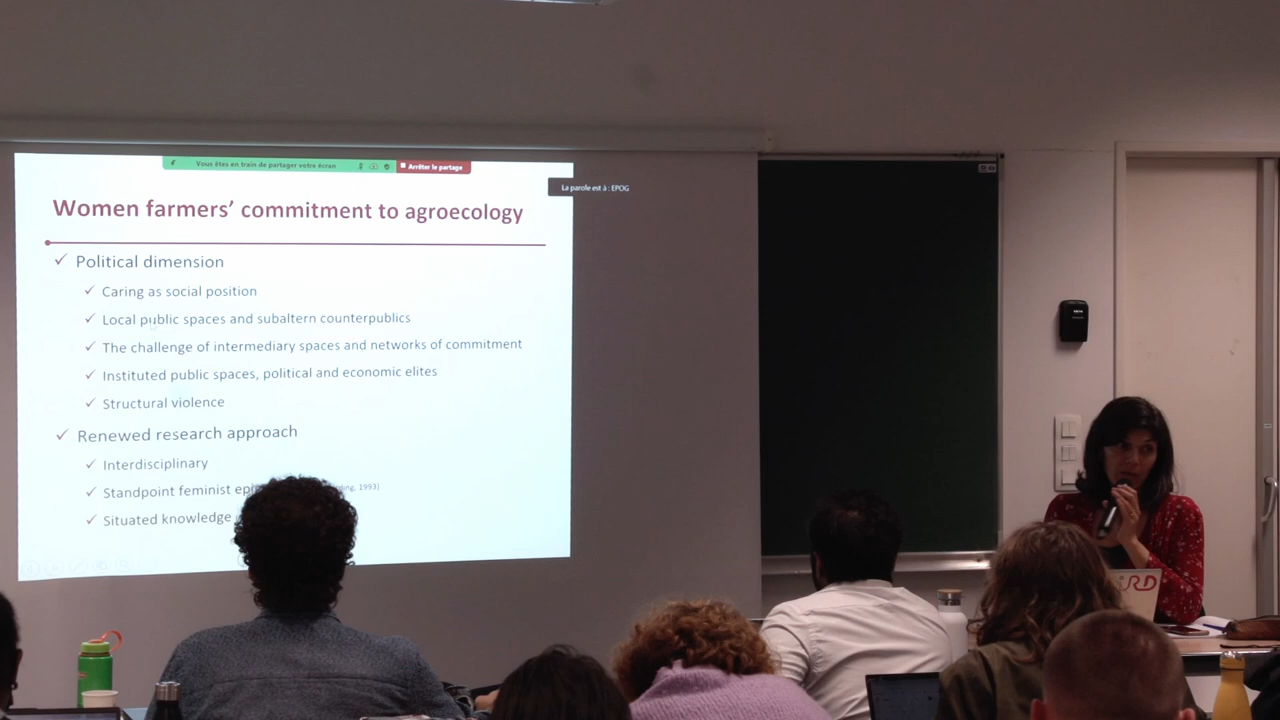 Vous êtes en train de partager votre écran
Arrêter le partage
La parole est à : EPOG
Women farmers' commitment to agroecology
✓ Political dimension
✓ Caring as social position
✓ Local public spaces and subaltern counterpublics
✓ The challenge of intermediary spaces and networks of commitment
✓ Instituted public spaces, political and economic elites
✓ Structural violence
✓ Renewed research approach
✓ Interdisciplinary
✓ Standpoint feminist 1993)
✓ Situated knowledge
IRD